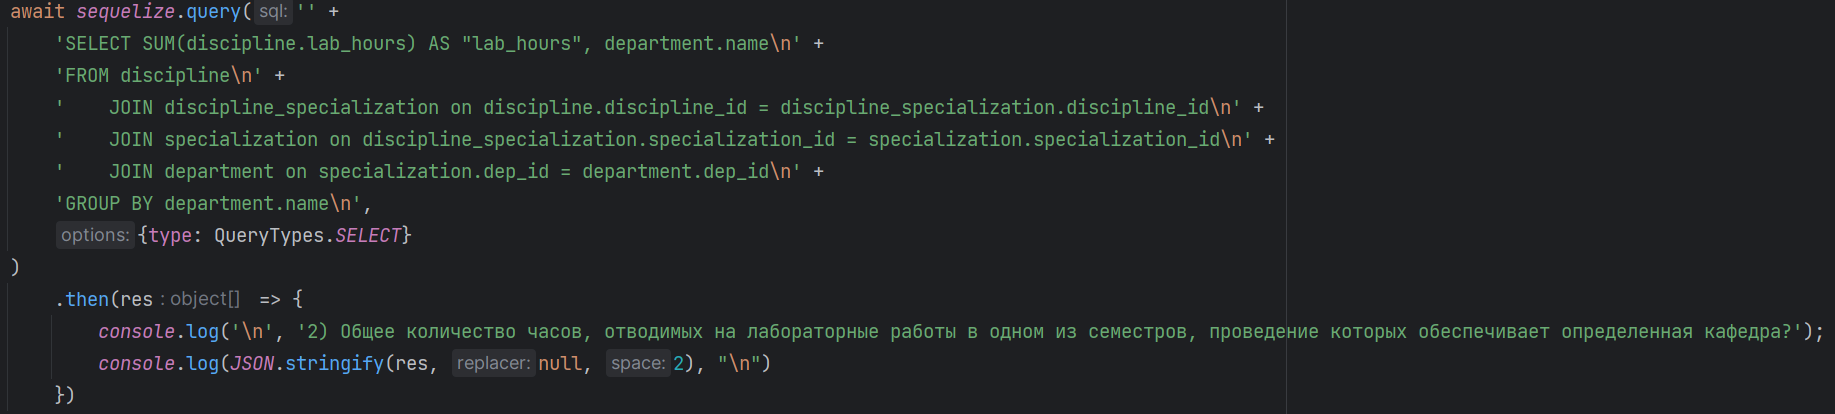 await sequelize.query( sql: '' +
    'SELECT SUM(discipline.lab_hours) AS "lab_hours", department.name\n' +
    'FROM discipline\n' +
    '    JOIN discipline_specialization on discipline.discipline_id = discipline_specialization.discipline_id\n' +
    '    JOIN specialization on discipline_specialization.specialization_id = specialization.specialization_id\n' +
    '    JOIN department on specialization.dep_id = department.dep_id\n' +
    'GROUP BY department.name\n',
    options: {type: QueryTypes.SELECT}
)
    .then(res : object[] => {
        console.log('\n', '2) Общее количество часов, отводимых на лабораторные работы в одном из семестров, проведение которых обеспечивает определенная кафедра?');
        console.log(JSON.stringify(res, replacer: null, space: 2), "\n")
    })